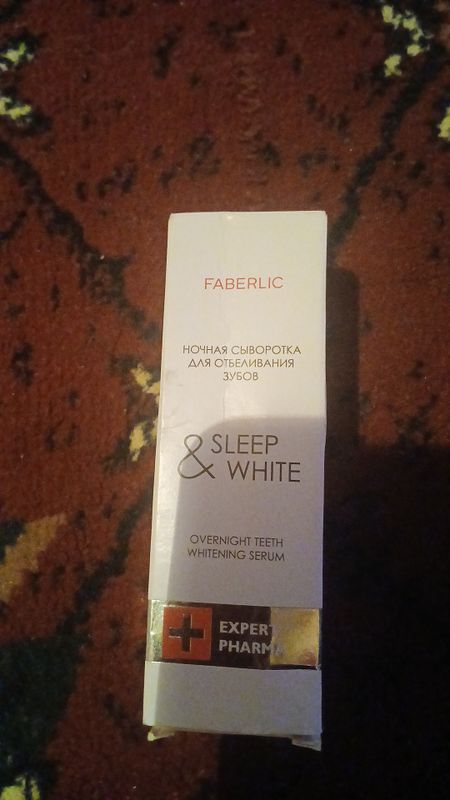 FABERLIC
НОЧНАЯ СЫВОРОТКА
ДЛЯ ОТБЕЛИВАНИЯ
ЗУБОВ
& SLEEP
WHITE
OVERNIGHT TEETH
WHITENING SERUM
EXPERT
PHARMA